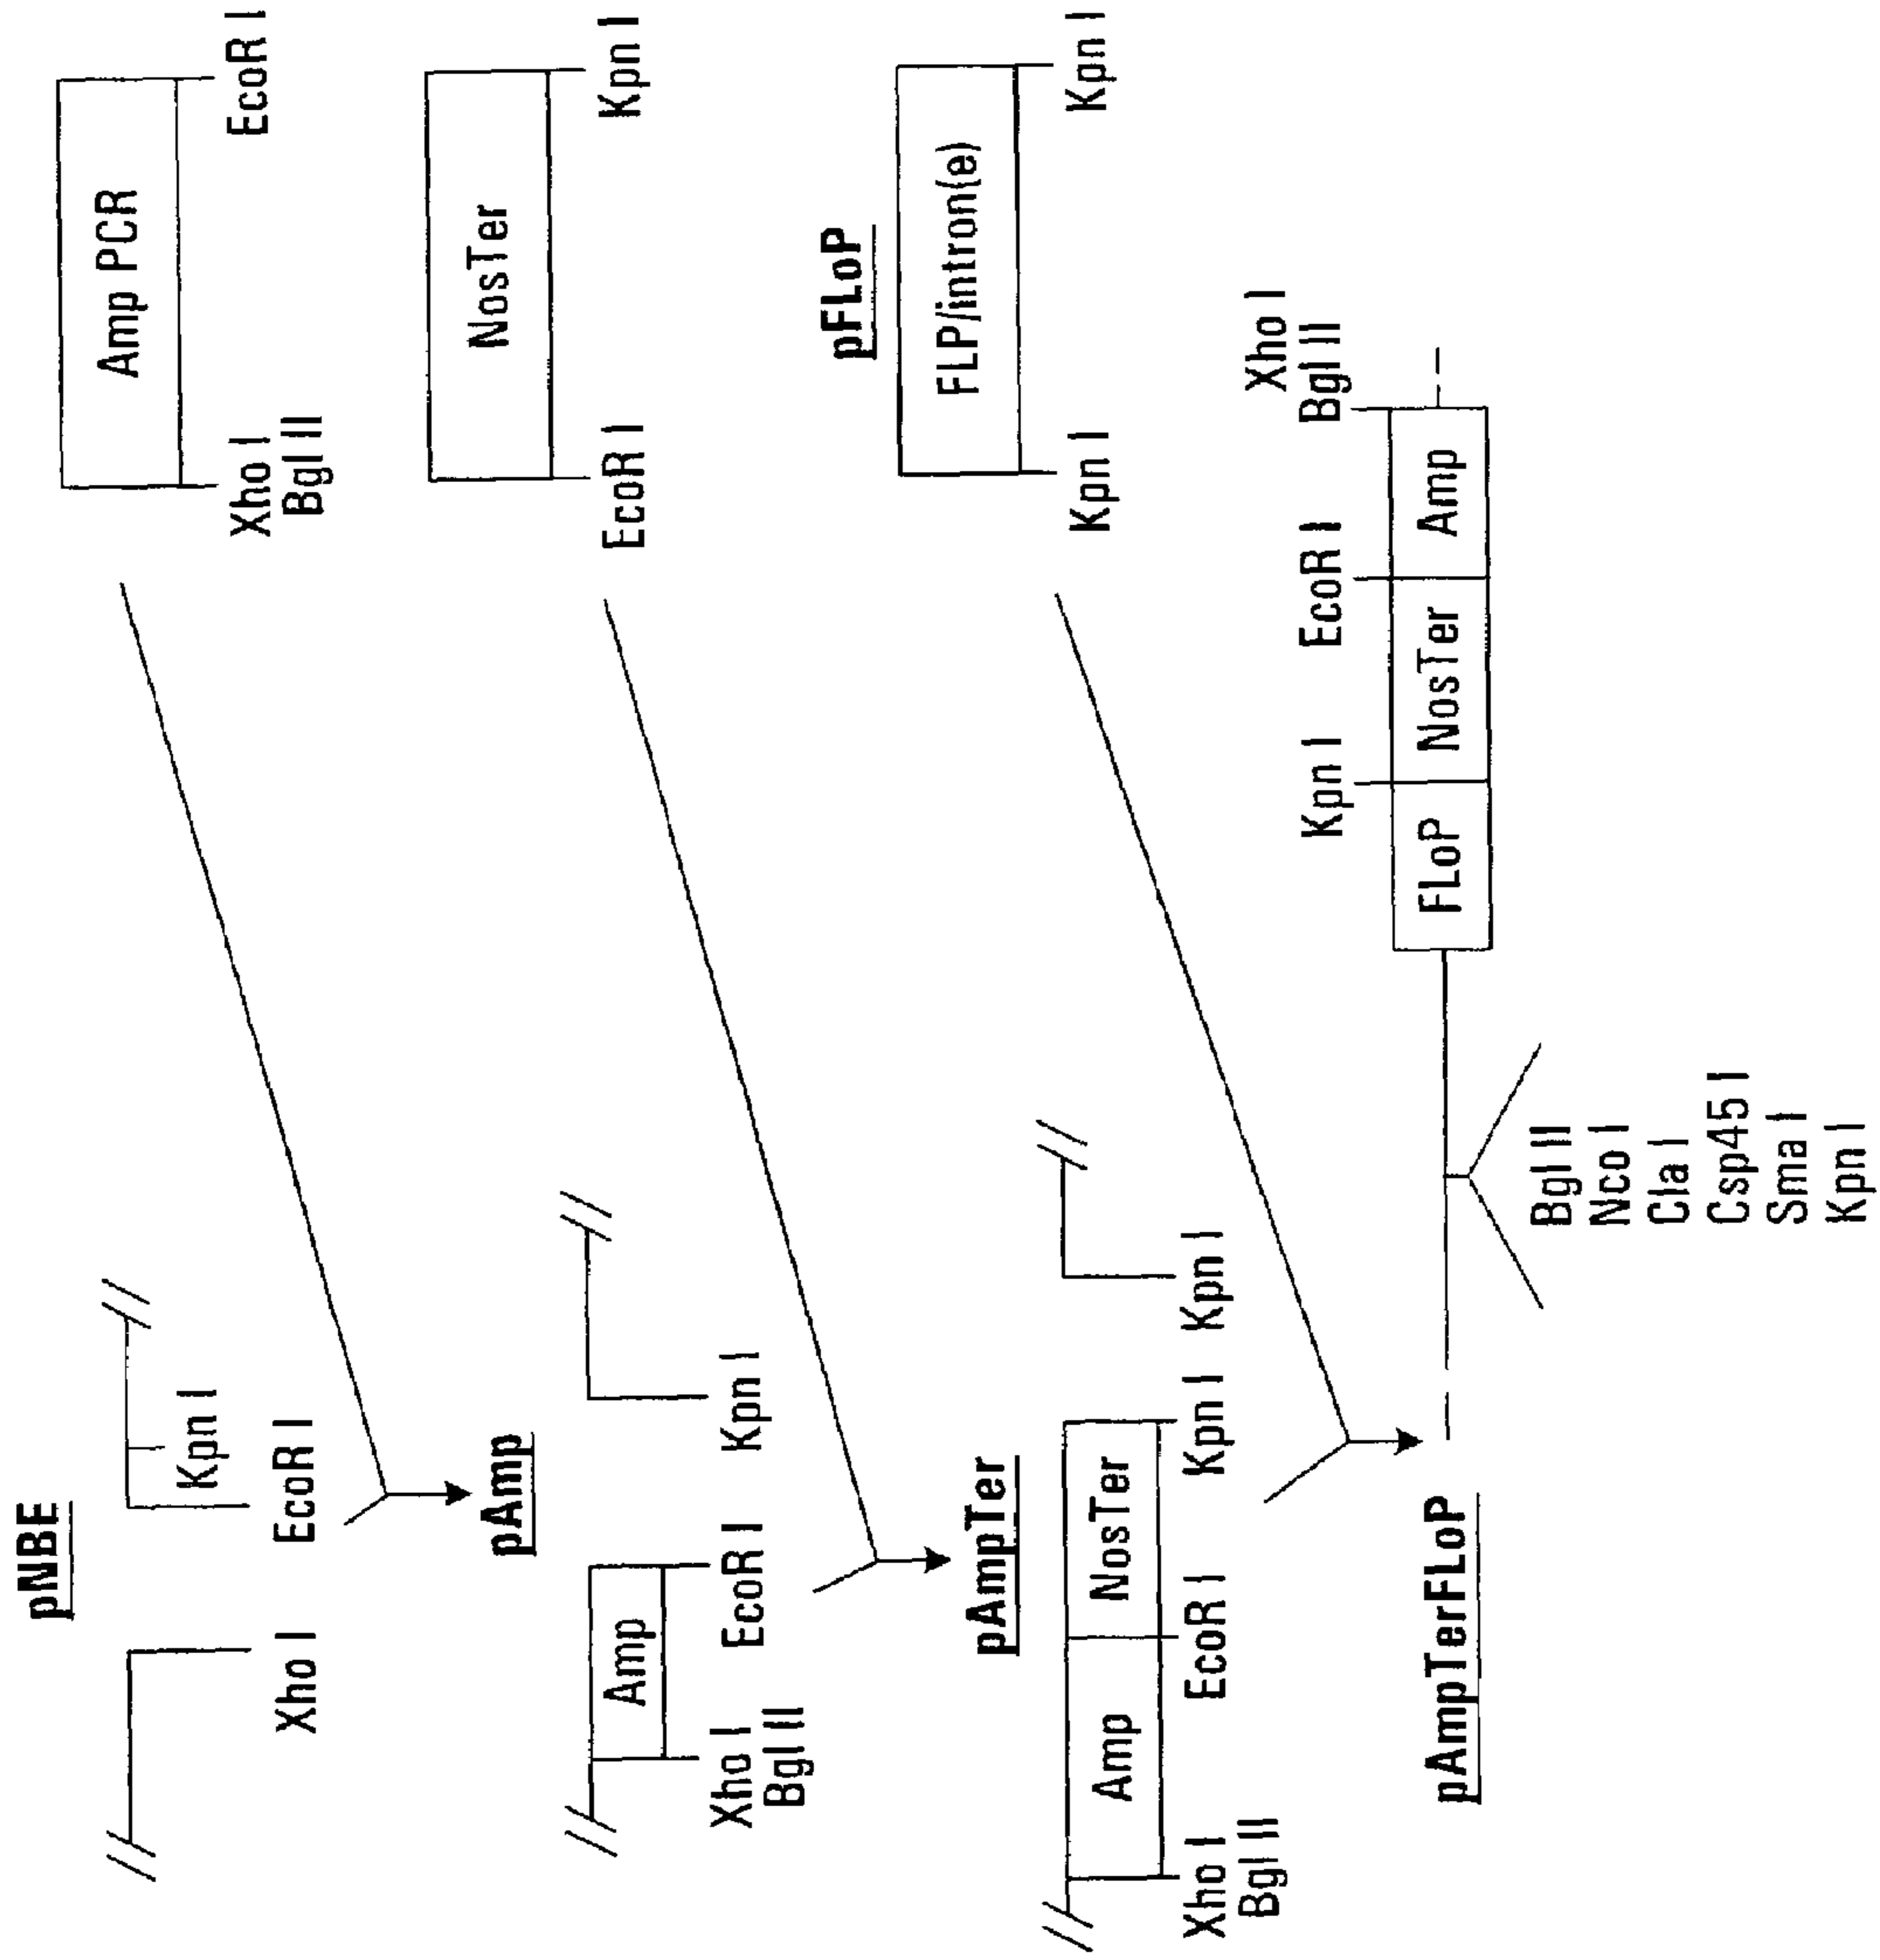 pNBE
Kpn I
Xho I
EcoR I
Amp PCR
Xho I
Bgl II
EcoR I
pAmp
Amp
Xho I
Bgl II
EcoR I
Kpn I
NosTer
EcoR I
Kpn I
pAmpTer
Amp
NosTer
Xho I
Bgl II
EcoR I
Kpn I
Kpn I
pFLoP
FLP/intron(e)
Kpn I
Kpn I
pAmpTerFLoP
Bgl II
Nco I
Cla I
Csp45 I
Sma I
Kpn I
Kpn I
EcoR I
Xho I
Bgl II
FLoP
NosTer
Amp